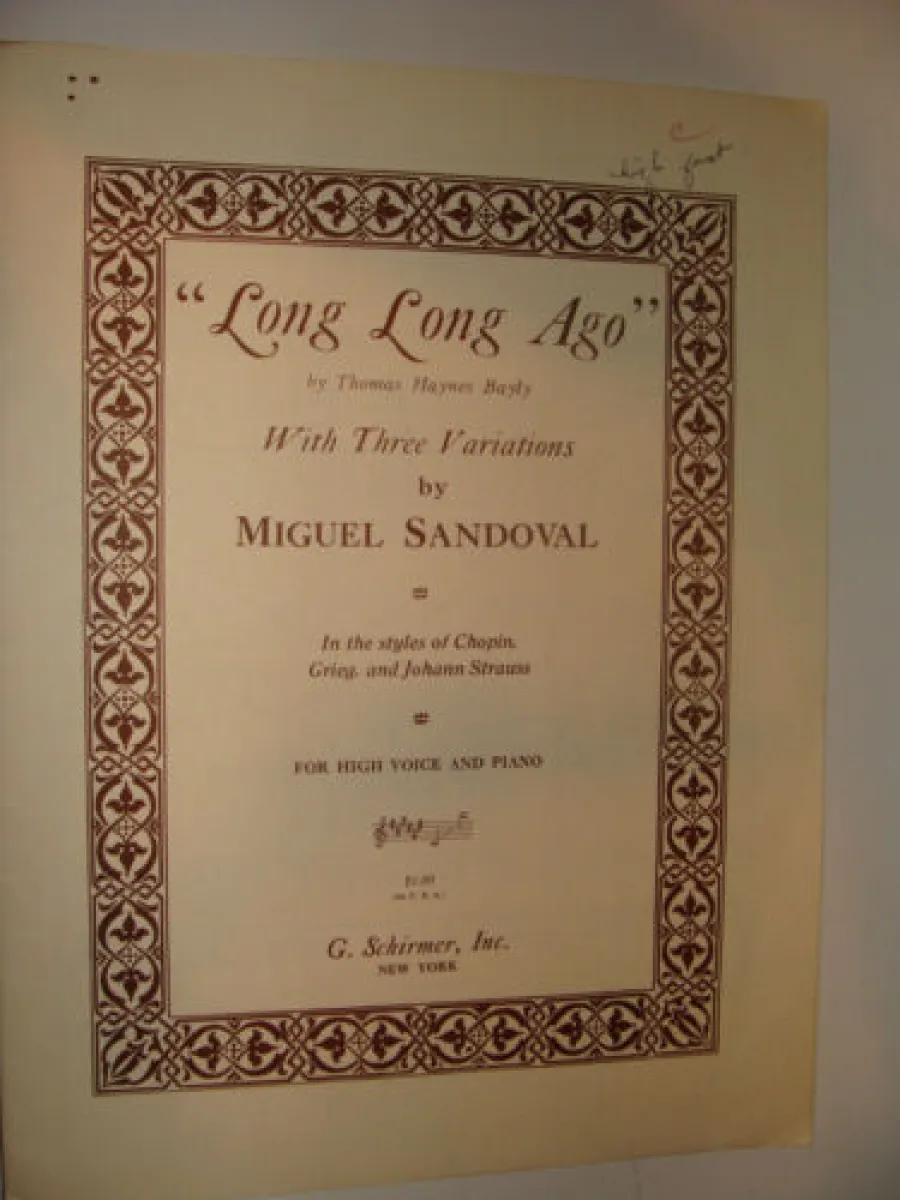 high
“Long Long Ago”
by Thomas Haynes Bayly
With Three Variations
by
MIGUEL SANDOVAL
In the styles of Chopin,
Grieg, and Johann Strauss
FOR HIGH VOICE AND PIANO
G. Schirmer, Inc.
NEW YORK